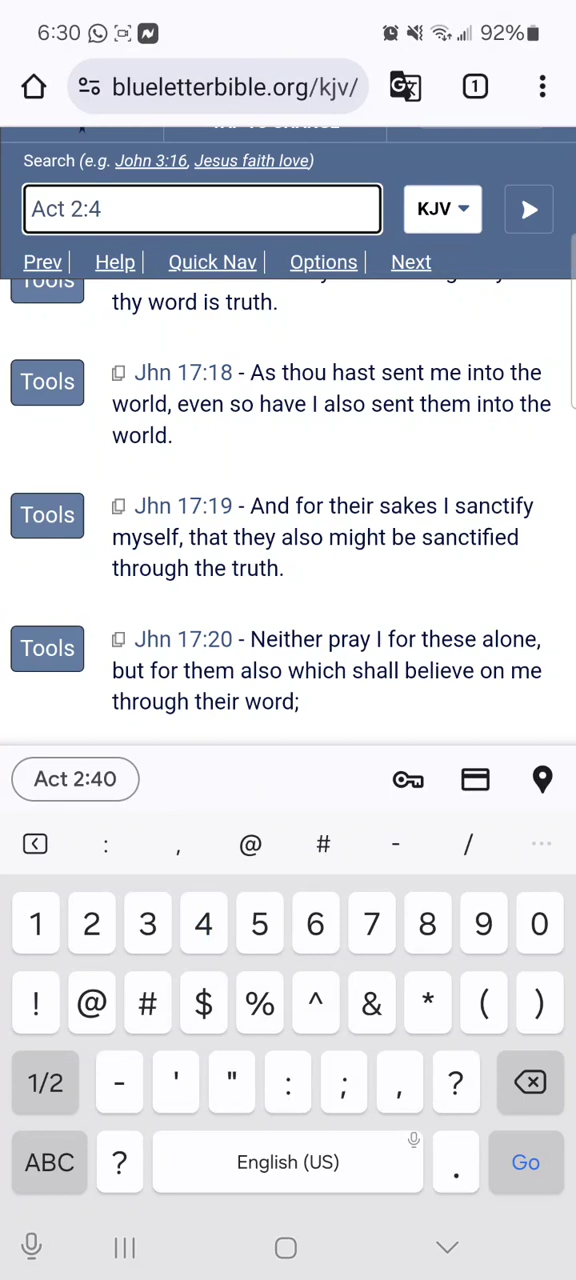 6:30 92%
blueletterbible.org/kjv/ 1
Search (e.g. John 3:16, Jesus faith love)
Act 2:4 KJV
Prev | Help | Quick Nav | Options | Next
Tools
thy word is truth.
Tools Jhn 17:18 - As thou hast sent me into the
world, even so have I also sent them into the
world.
Tools Jhn 17:19 - And for their sakes I sanctify
myself, that they also might be sanctified
through the truth.
Tools Jhn 17:20 - Neither pray I for these alone,
but for them also which shall believe on me
through their word;
Act 2:40
: , @ # - / ...
1 2 3 4 5 6 7 8 9 0
! @ # $ % ^ & * ( )
1/2 - ' " : ; , ?
ABC ? English (US) . Go